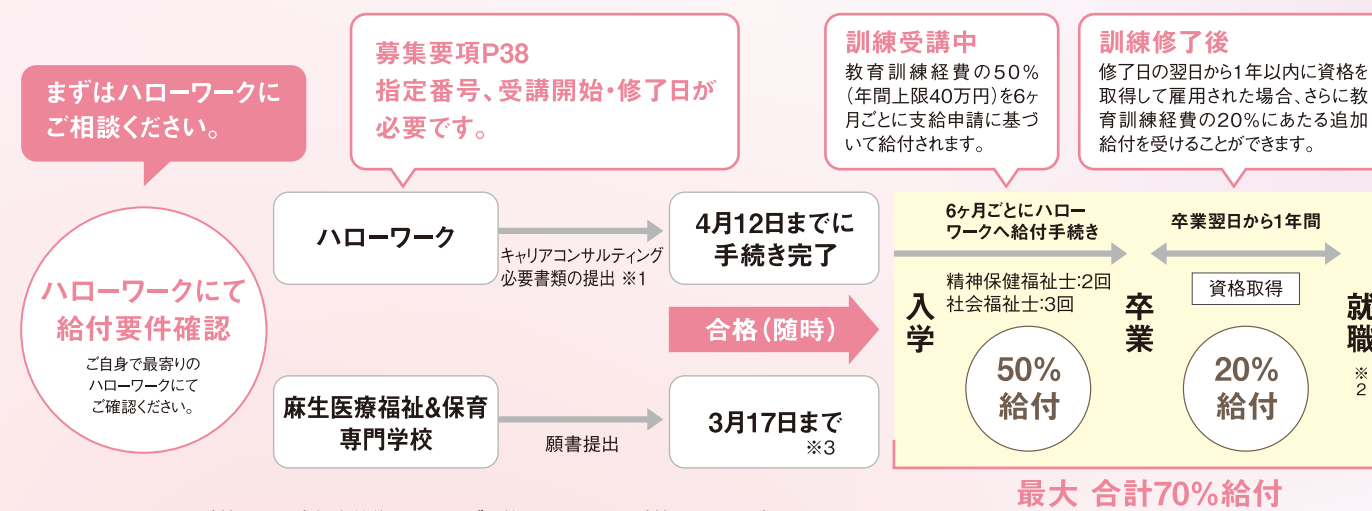 まずはハローワークに
ご相談ください。
募集要項P38
指定番号、受講開始・修了日が
必要です。
訓練受講中
教育訓練経費の50%
(年間上限40万円)を6ヶ
月ごとに支給申請に基づ
いて給付されます。
訓練修了後
修了日の翌日から1年以内に資格を
取得して雇用された場合、さらに教
育訓練経費の20%にあたる追加
給付を受けることができます。
ハローワークにて
給付要件確認
ご自身で最寄りの
ハローワークにて
ご確認ください。
ハローワーク
キャリアコンサルティング
必要書類の提出 ※1
4月12日までに
手続き完了
合格(随時)
麻生医療福祉&保育
専門学校
願書提出
3月17日まで
※3
入学
6ヶ月ごとにハロー
ワークへ給付手続き
精神保健福祉士:2回
社会福祉士:3回
50%
給付
卒業
卒業翌日から1年間
資格取得
20%
給付
就職
※2
最大 合計70%給付